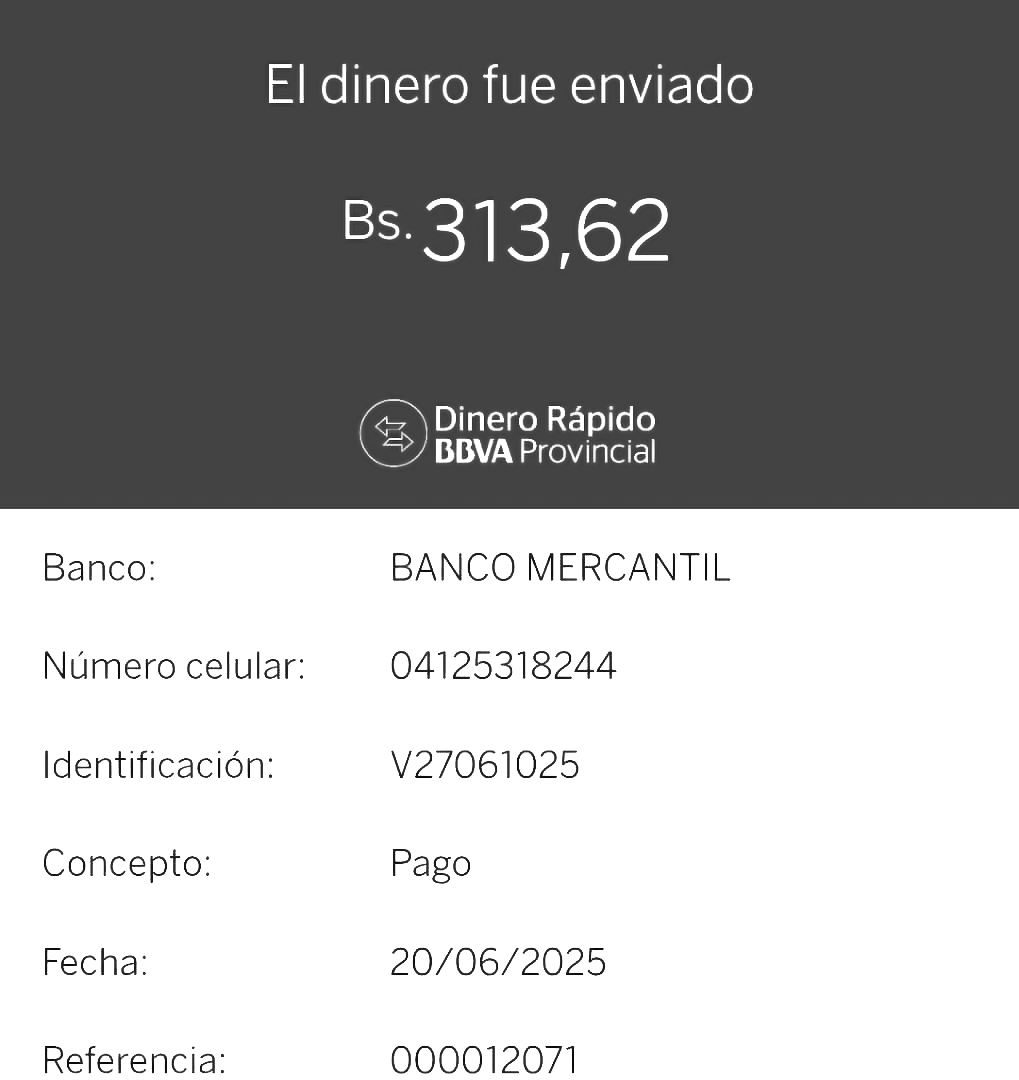 El dinero fue enviado
Bs. 313,62
Dinero Rápido
BBVA Provincial
Banco: BANCO MERCANTIL
Número celular: 04125318244
Identificación: V27061025
Concepto: Pago
Fecha: 20/06/2025
Referencia: 000012071